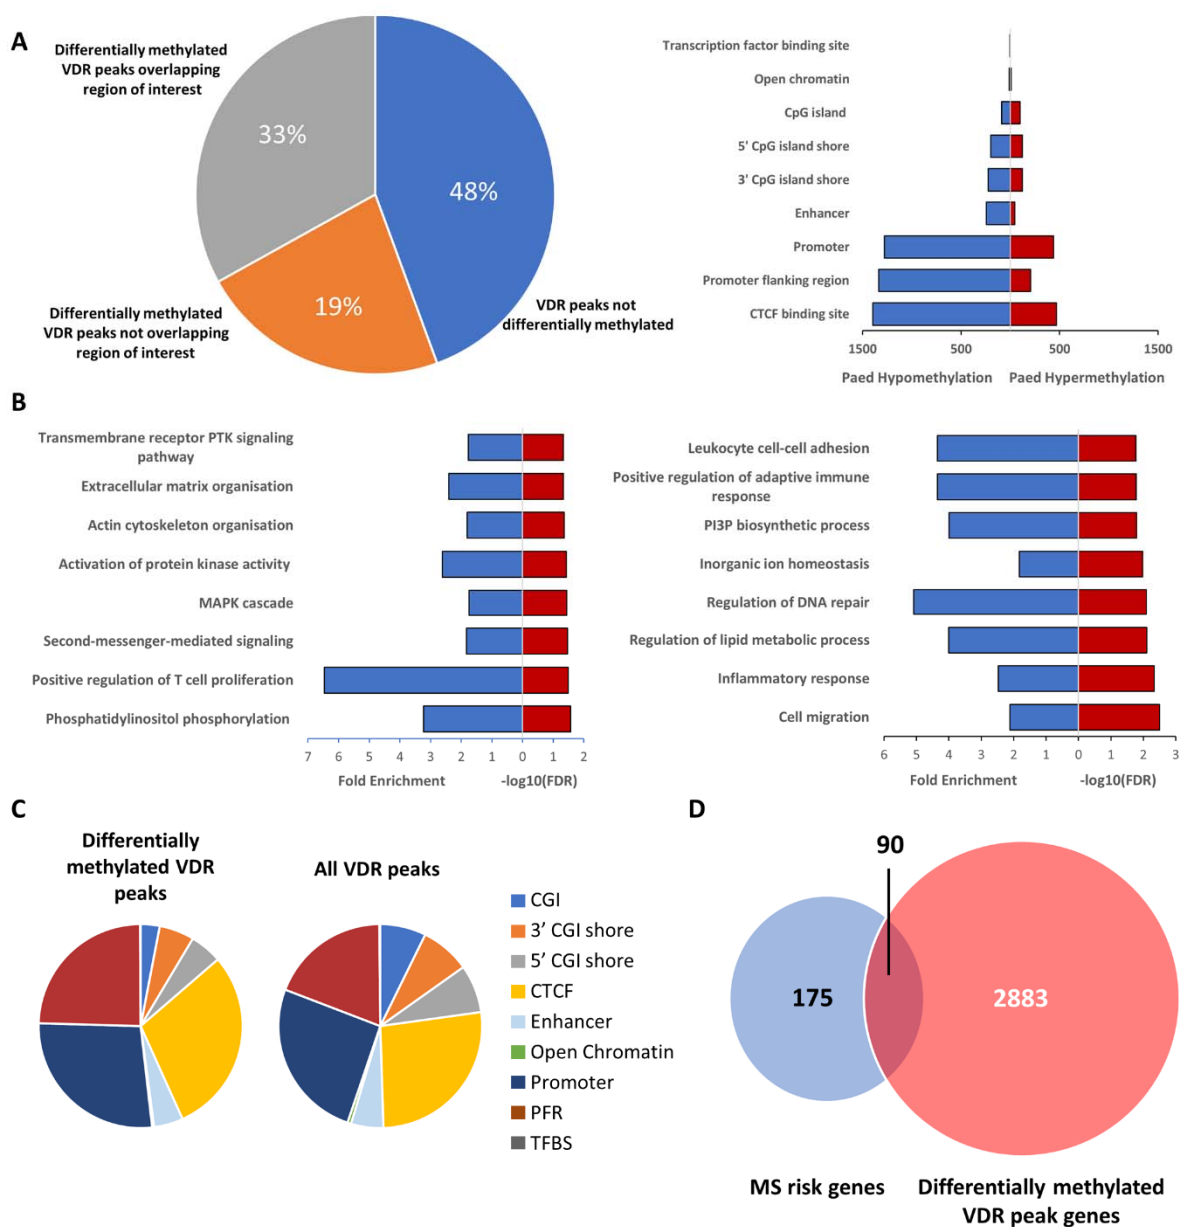 A
Differentially methylated
VDR peaks overlapping
region of interest
33%
48%
19%
Differentially methylated
VDR peaks not overlapping
region of interest
VDR peaks not
differentially methylated
Transcription factor binding site
Open chromatin
CpG island
5' CpG island shore
3' CpG island shore
Enhancer
Promoter
Promoter flanking region
CTCF binding site
1500 500 500 1500
Paed Hypomethylation Paed Hypermethylation
B
Transmembrane receptor PTK signaling
pathway
Extracellular matrix organisation
Actin cytoskeleton organisation
Activation of protein kinase activity
MAPK cascade
Second-messenger-mediated signaling
Positive regulation of T cell proliferation
Phosphatidylinositol phosphorylation
7 6 5 4 3 2 1 0 1 2
Fold Enrichment -log10(FDR)
Leukocyte cell-cell adhesion
Positive regulation of adaptive immune
response
PI3P biosynthetic process
Inorganic ion homeostasis
Regulation of DNA repair
Regulation of lipid metabolic process
Inflammatory response
Cell migration
6 5 4 3 2 1 0 1 2 3
Fold Enrichment -log10(FDR)
C
Differentially
methylated VDR
peaks
All VDR peaks
CGI
3' CGI shore
5' CGI shore
CTCF
Enhancer
Open Chromatin
Promoter
PFR
TFBS
D
90
175
2883
MS risk genes
Differentially methylated
VDR peak genes